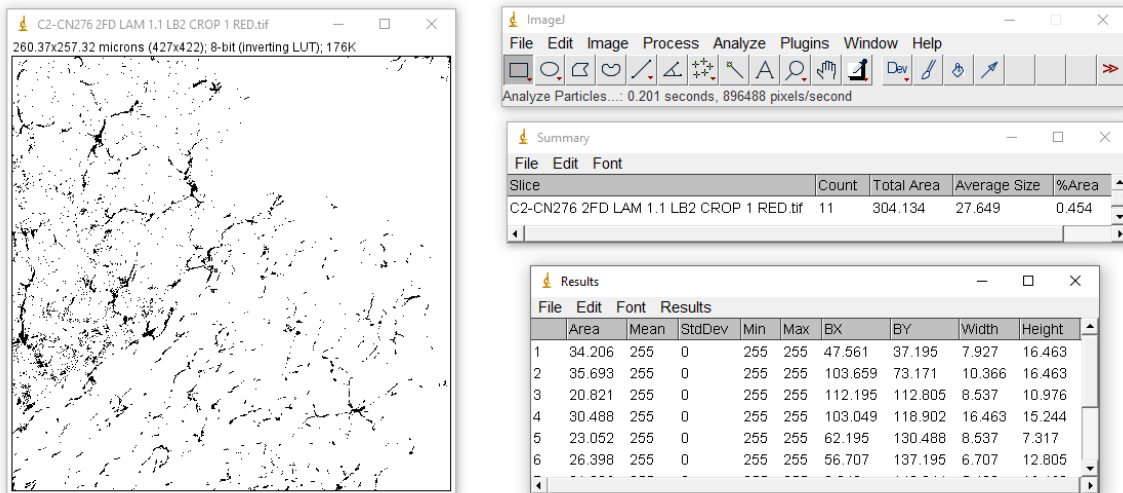 C2-CN276 2FD LAM 1.1 LB2 CROP 1 RED.tif
260.37x257.32 microns (427x422); 8-bit (inverting LUT); 176K
ImageJ
File Edit Image Process Analyze Plugins Window Help
A Dev
Analyze Particles...: 0.201 seconds, 896488 pixels/second
Summary
File Edit Font
Slice Count Total Area Average Size %Area
C2-CN276 2FD LAM 1.1 LB2 CROP 1 RED.tif 11 304.134 27.649 0.454
Results
File Edit Font Results
Area Mean StdDev Min Max BX BY Width Height
1 34.206 255 0 255 255 47.561 37.195 7.927 16.463
2 35.693 255 0 255 255 103.659 73.171 10.366 16.463
3 20.821 255 0 255 255 112.195 112.805 8.537 10.976
4 30.488 255 0 255 255 103.049 118.902 16.463 15.244
5 23.052 255 0 255 255 62.195 130.488 8.537 7.317
6 26.398 255 0 255 255 56.707 137.195 6.707 12.805